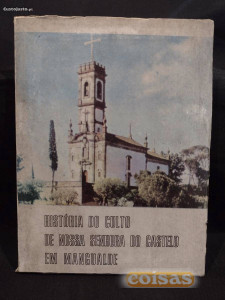 HISTÓRIA DO CULTO
DE NOSSA SENHORA DO CASTELO
EM MANGUALDE
coisas